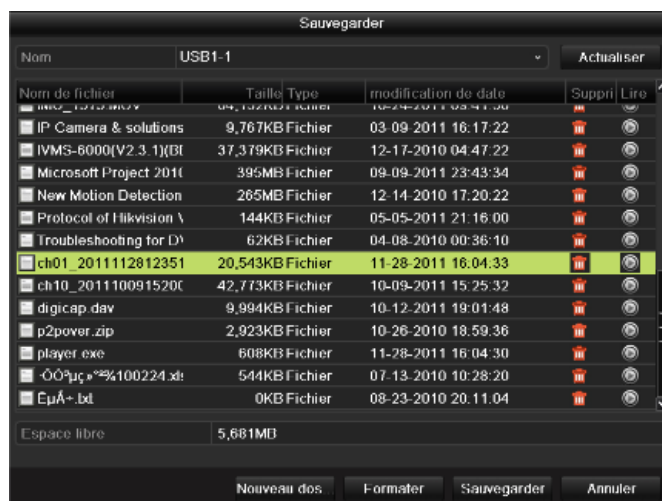 Sauvegarder
Nom USB1-1 Actualiser
Nom de fichier Taille Type modification de date Suppri Lire
IP Camera & solutions 9,767KB Fichier 03-09-2011 16:17:22
IVMS-6000(V2.3.1)(BE 37,379KB Fichier 12-17-2010 04:47:22
Microsoft Project 201( 395MB Fichier 09-09-2011 23:43:34
New Motion Detection 265MB Fichier 12-14-2010 17:20:22
Protocol of Hikvision \ 144KB Fichier 05-05-2011 21:16:00
Troubleshooting for D\ 62KB Fichier 04-08-2010 00:36:10
ch01_2011112812351 20,543KB Fichier 11-28-2011 16:04:33
ch10_201110091520( 42,773KB Fichier 10-09-2011 15:25:32
digicap.dav 9,994KB Fichier 10-12-2011 19:01:48
p2pover.zip 2,923KB Fichier 10-26-2010 18:59:36
player.exe 608KB Fichier 11-28-2011 16:04:30
544KB Fichier 07-13-2010 10:28:20
ÊµÅ÷.txt 0KB Fichier 08-23-2010 20:11:04
Espace libre 5,681MB
Nouveau dos... Formater Sauvegarder Annuler